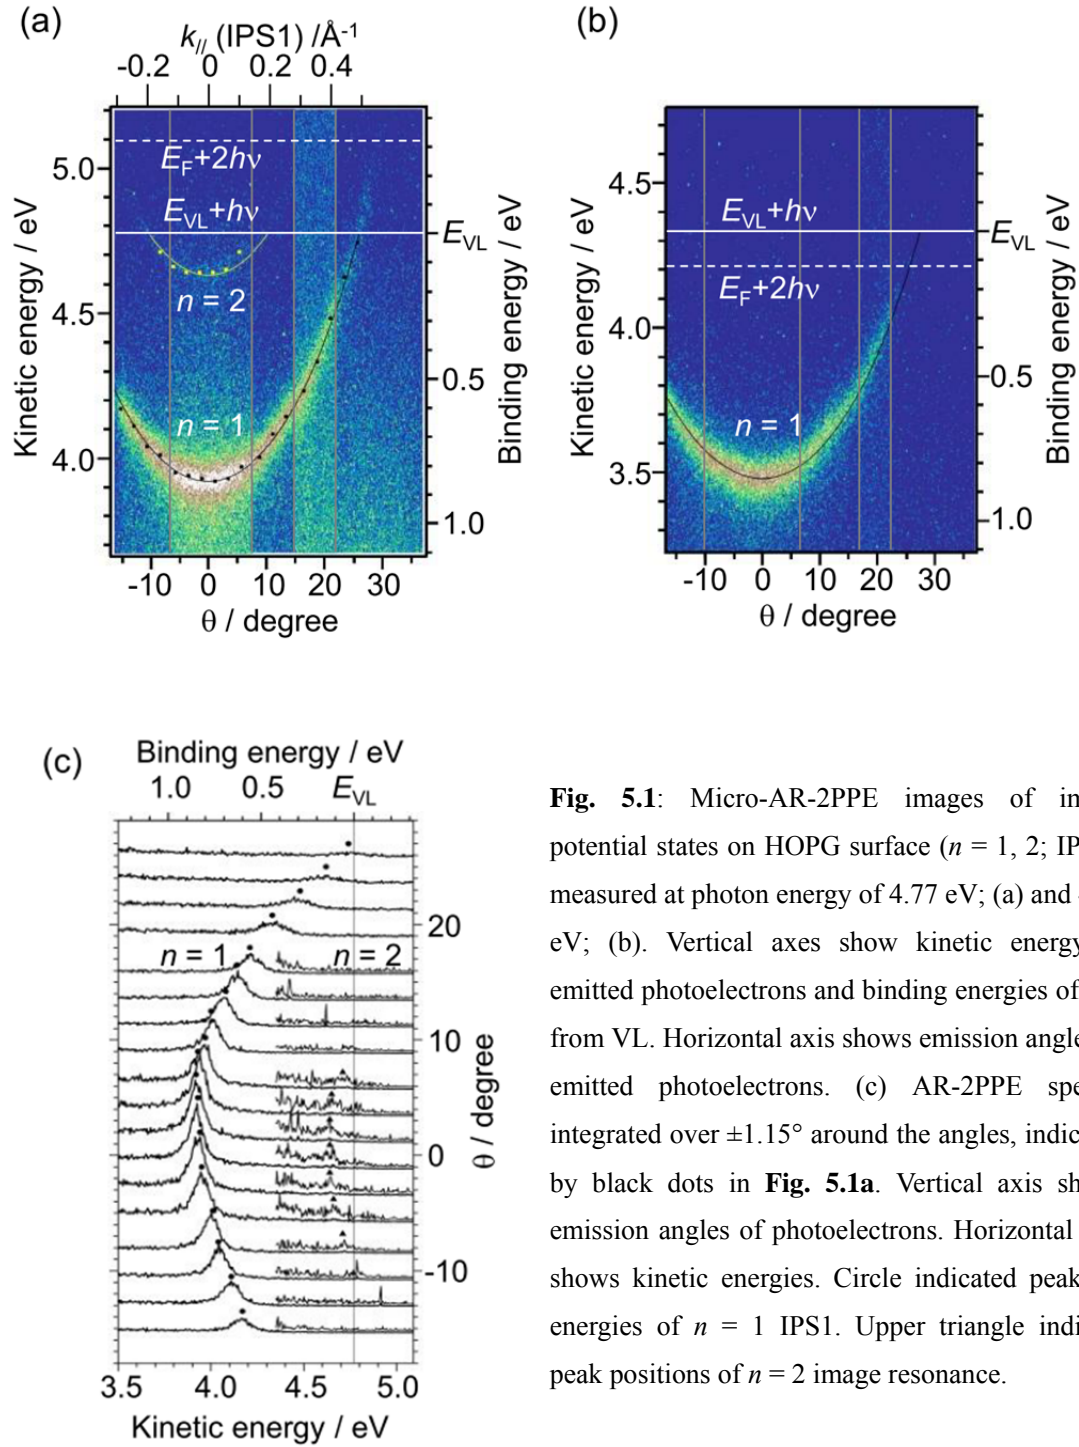 (a)
k// (IPS1) /Å-1
-0.2 0 0.2 0.4
EF+2hν
EVL+hν
EVL
n = 2
n = 1
5.0
4.5
4.0
0.5
1.0
Kinetic energy / eV
Binding energy / eV
-10 0 10 20 30
θ / degree
(b)
EVL+hν
EVL
EF+2hν
n = 1
4.5
4.0
3.5
0.5
1.0
Kinetic energy / eV
Binding energy / eV
-10 0 10 20 30
θ / degree
(c)
Binding energy / eV
1.0 0.5 EVL
n = 1
n = 2
20
10
0
-10
θ / degree
3.5 4.0 4.5 5.0
Kinetic energy / eV
Fig. 5.1: Micro-AR-2PPE images of in
potential states on HOPG surface (n = 1, 2; IP
measured at photon energy of 4.77 eV; (a) and
eV; (b). Vertical axes show kinetic energy
emitted photoelectrons and binding energies of
from VL. Horizontal axis shows emission angle
emitted photoelectrons. (c) AR-2PPE spe
integrated over ±1.15° around the angles, indic
by black dots in Fig. 5.1a. Vertical axis sh
emission angles of photoelectrons. Horizontal
shows kinetic energies. Circle indicated peak
energies of n = 1 IPS1. Upper triangle indi
peak positions of n = 2 image resonance.